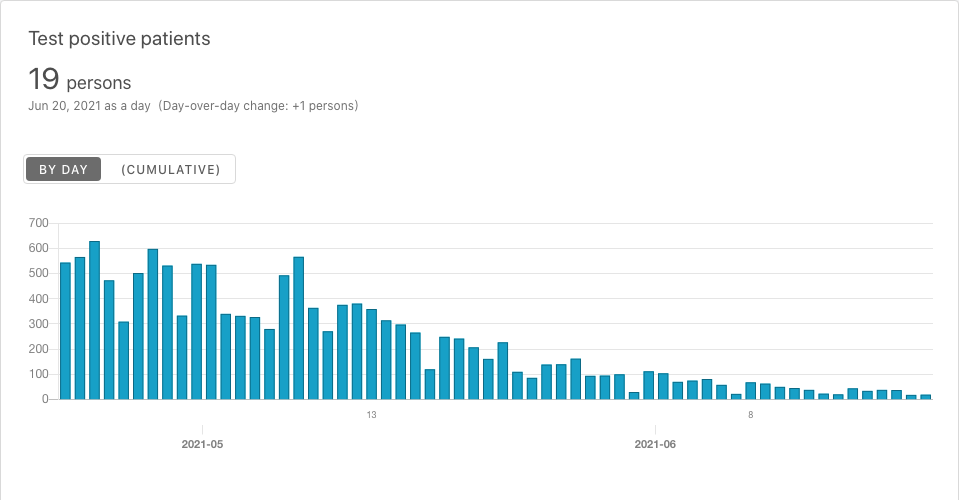 Test positive patients
19 persons
Jun 20, 2021 as a day (Day-over-day change: +1 persons)
BY DAY (CUMULATIVE)
700
600
500
400
300
200
100
0
13 8
2021-05 2021-06